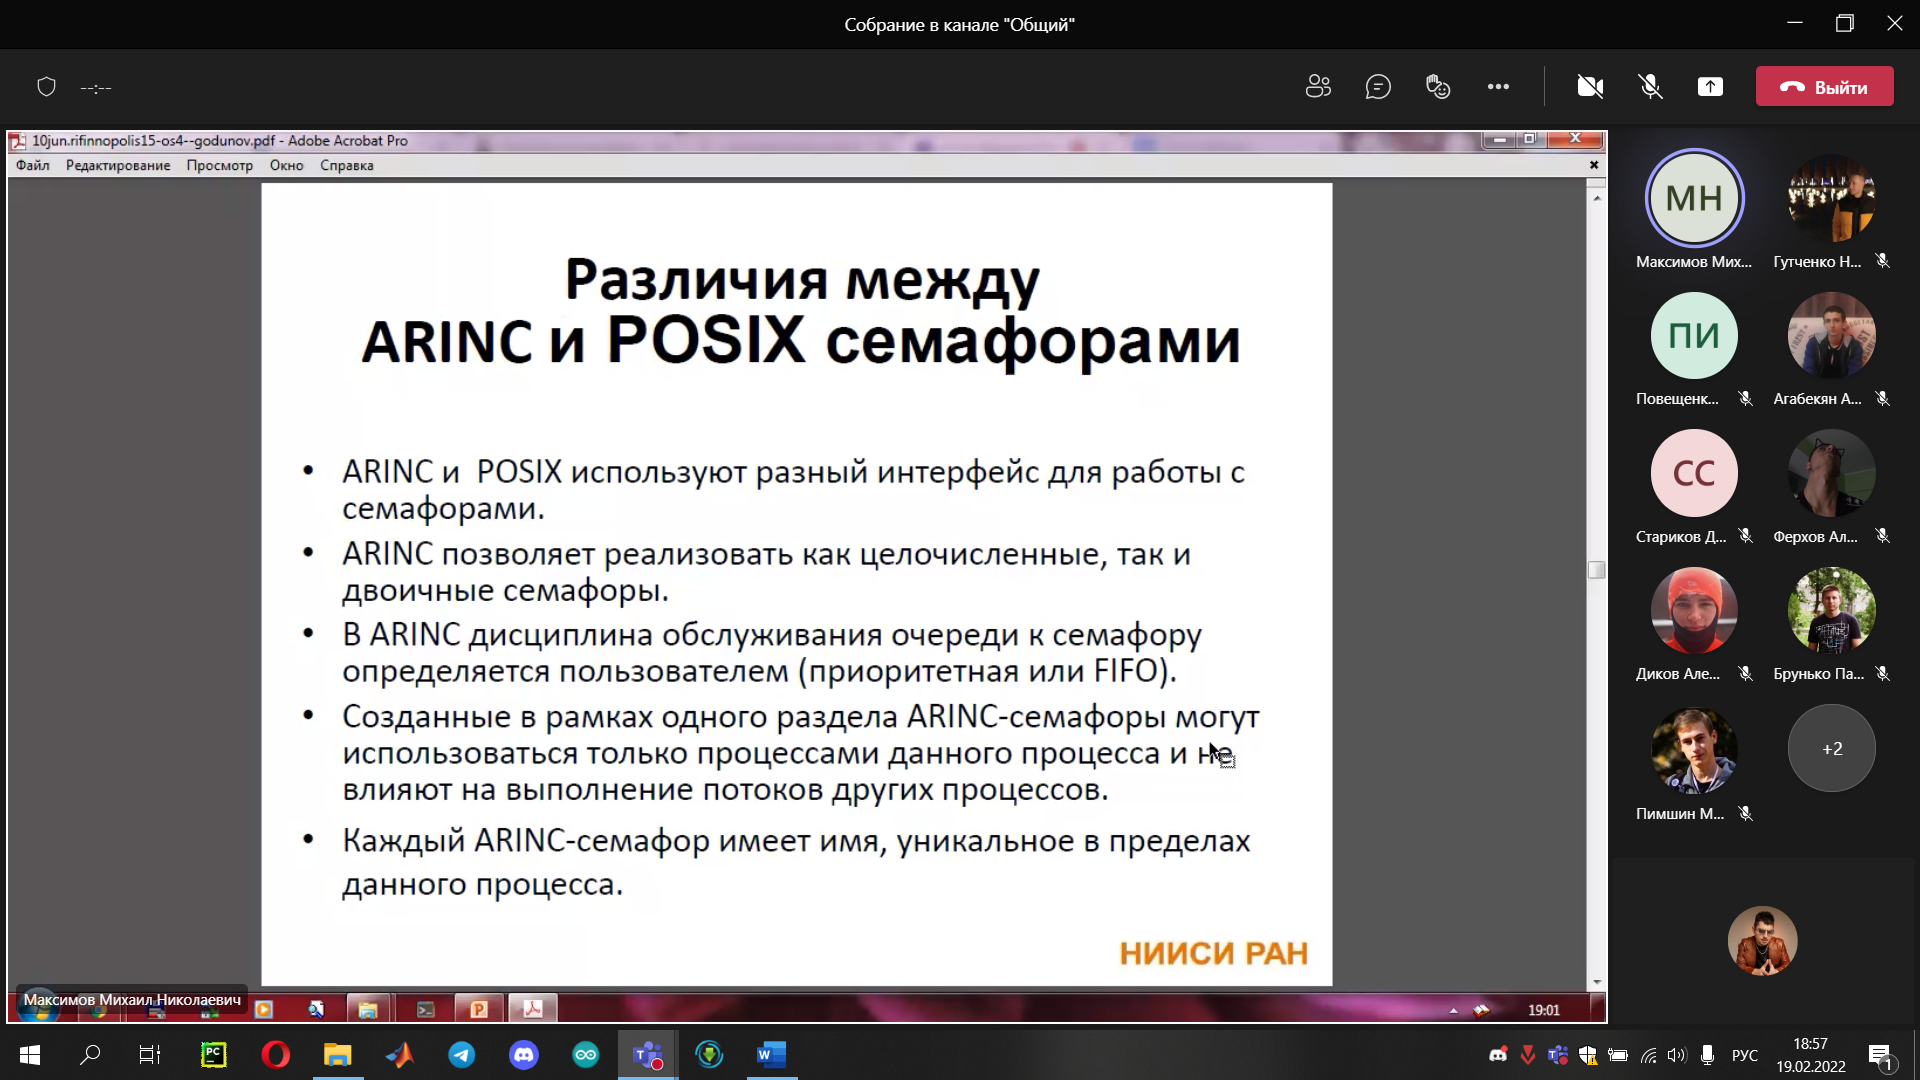 Собрание в канале "Общий"
--:--
Выйти
10jun.rifinnopolis15-os4--godunov.pdf - Adobe Acrobat Pro
Файл Редактирование Просмотр Окно Справка
Различия между
ARINC и POSIX семафорами
• ARINC и POSIX используют разный интерфейс для работы с
семафорами.
• ARINC позволяет реализовать как целочисленные, так и
двоичные семафоры.
• В ARINC дисциплина обслуживания очереди к семафору
определяется пользователем (приоритетная или FIFO).
• Созданные в рамках одного раздела ARINC-семафоры могут
использоваться только процессами данного процесса и не
влияют на выполнение потоков других процессов.
• Каждый ARINC-семафор имеет имя, уникальное в пределах
данного процесса.
НИИСИ РАН
Максимов Михаил Николаевич
19:01
МН
Максимов Мих...
Гутченко Н...
ПИ
Повещенк...
Агабекян А...
СС
Стариков Д...
Ферхов Ал...
Диков Але...
Брунько Па...
Пимшин М...
+2
РУС
18:57
19.02.2022
1